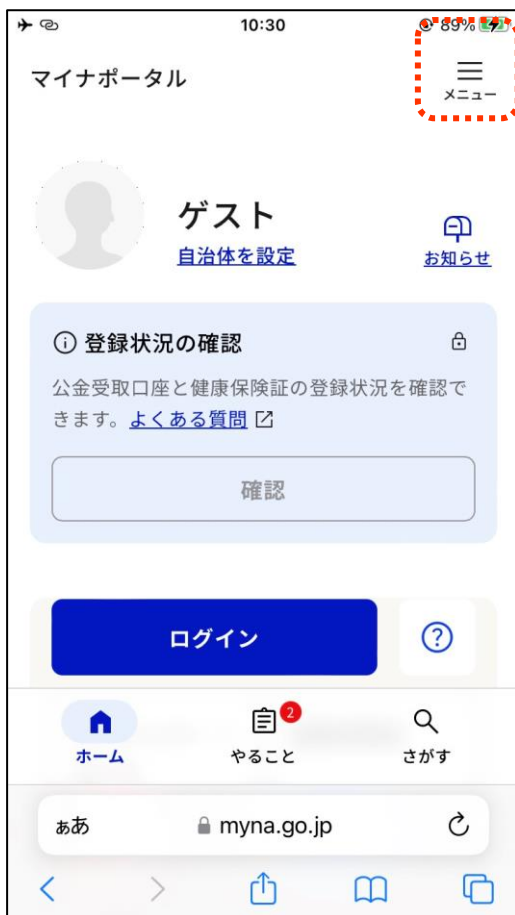 10:30
89%
マイナポータル
メニュー
ゲスト
自治体を設定
お知らせ
登録状況の確認
公金受取口座と健康保険証の登録状況を確認で
きます。よくある質問
確認
ログイン
2
ホーム
やること
さがす
ぁあ
myna.go.jp